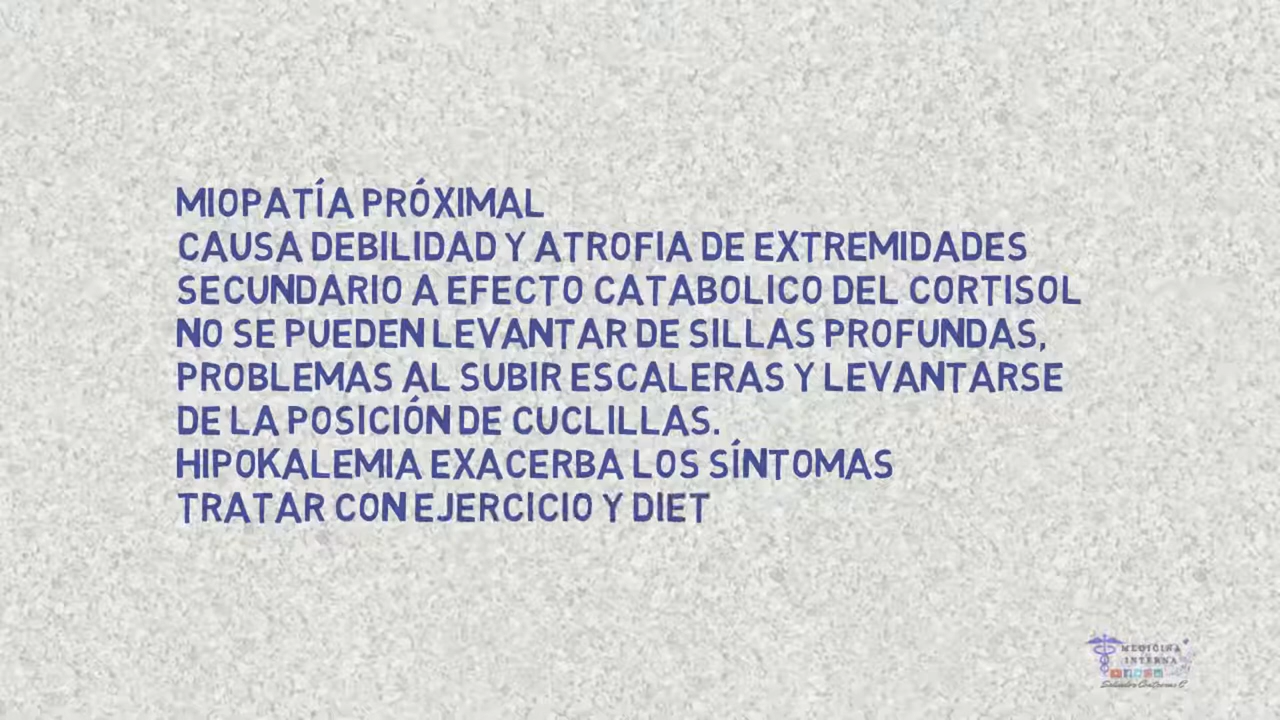 MIOPATÍA PRÓXIMAL
CAUSA DEBILIDAD Y ATROFIA DE EXTREMIDADES
SECUNDARIO A EFECTO CATABOLICO DEL CORTISOL
NO SE PUEDEN LEVANTAR DE SILLAS PROFUNDAS,
PROBLEMAS AL SUBIR ESCALERAS Y LEVANTARSE
DE LA POSICIÓN DE CUCLILLAS.
HIPOKALEMIA EXACERBA LOS SÍNTOMAS
TRATAR CON EJERCICIO Y DIET
MEDICINA
INTERNA